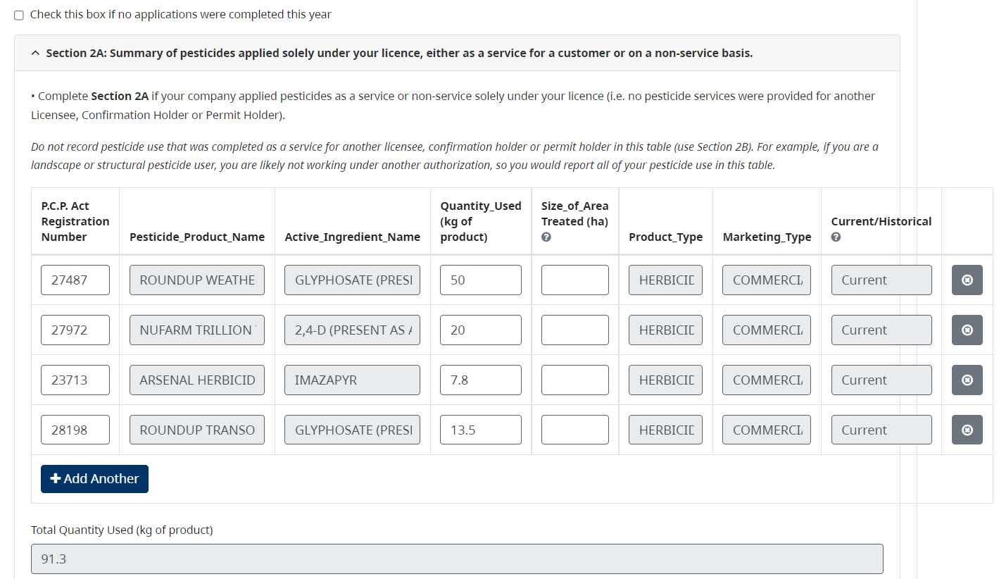 Check this box if no applications were completed this year
Section 2A: Summary of pesticides applied solely under your licence, either as a service for a customer or on a non-service basis.
• Complete Section 2A if your company applied pesticides as a service or non-service solely under your licence (i.e. no pesticide services were provided for another
Licensee, Confirmation Holder or Permit Holder).
Do not record pesticide use that was completed as a service for another licensee, confirmation holder or permit holder in this table (use Section 2B). For example, if you are a
landscape or structural pesticide user, you are likely not working under another authorization, so you would report all of your pesticide use in this table.
P.C.P. Act
Registration
Number
Pesticide_Product_Name
Active_Ingredient_Name
Quantity_Used
(kg of
product)
Size_of_Area
Treated (ha)
?
Product_Type
Marketing_Type
Current/Historical
?
27487 ROUNDUP WEATHE GLYPHOSATE (PRESI 50 HERBICID COMMERCIA Current
27972 NUFARM TRILLION 2,4-D (PRESENT AS A 20 HERBICID COMMERCIA Current
23713 ARSENAL HERBICID IMAZAPYR 7.8 HERBICID COMMERCIA Current
28198 ROUNDUP TRANSO GLYPHOSATE (PRESI 13.5 HERBICID COMMERCIA Current
+ Add Another
Total Quantity Used (kg of product)
91.3